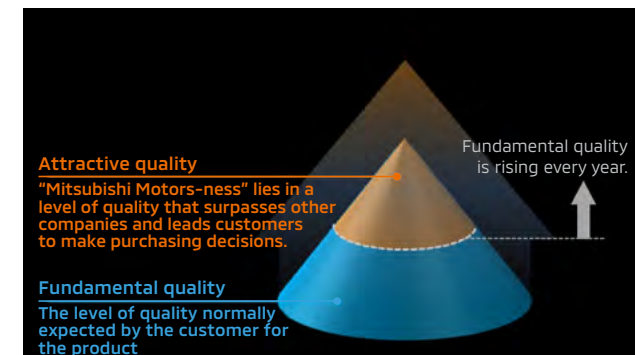 Attractive quality
“Mitsubishi Motors-ness” lies in a
level of quality that surpasses other
companies and leads customers
to make purchasing decisions.
Fundamental quality
is rising every year.
Fundamental quality
The level of quality normally
expected by the customer for
the product